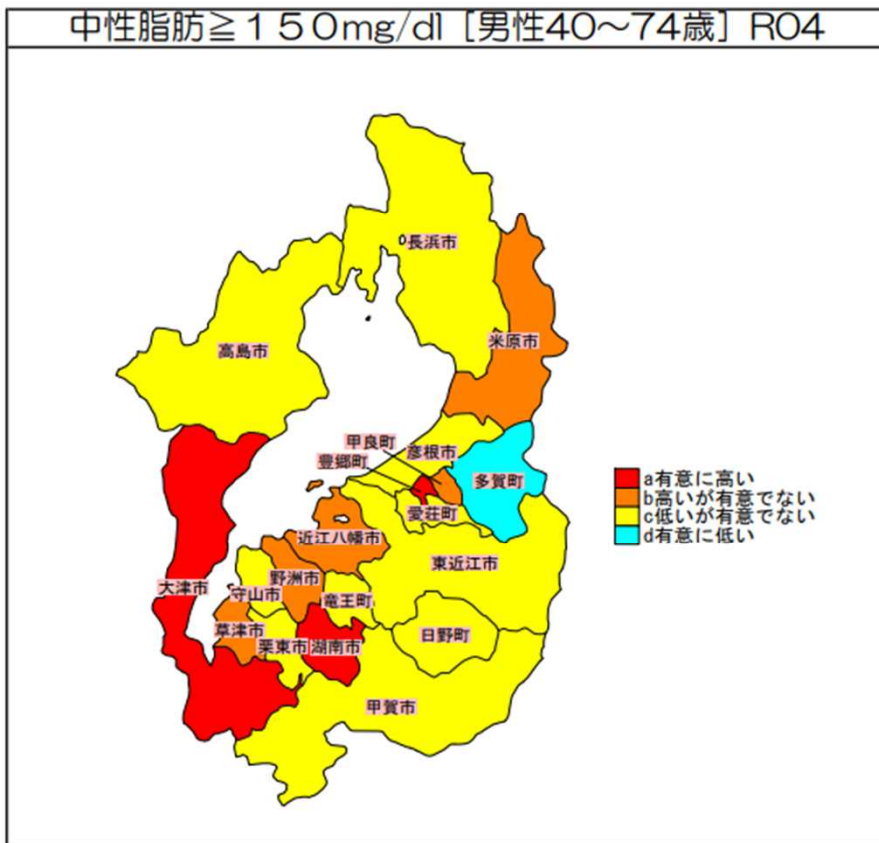 中性脂肪≧150mg/dl [男性40～74歳] R04
長浜市
米原市
高島市
甲良町
彦根市
豊郷町
多賀町
愛荘町
近江八幡市
東近江市
野洲市
大津市
守山市
竜王町
草津市
日野町
栗東市
湖南市
甲賀市
a有意に高い
b高いが有意でない
c低いが有意でない
d有意に低い